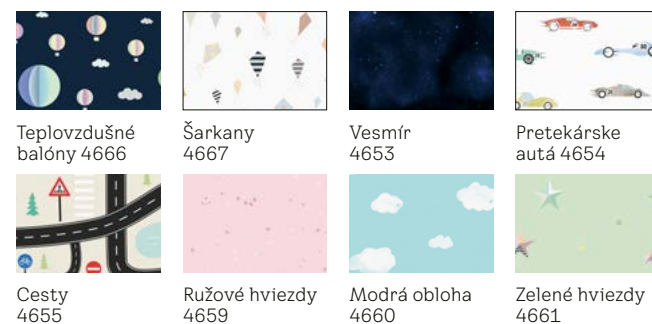 Teplovzdušné
balóny 4666
Šarkany
4667
Vesmír
4653
Pretekárske
autá 4654
Cesty
4655
Ružové hviezdy
4659
Modrá obloha
4660
Zelené hviezdy
4661